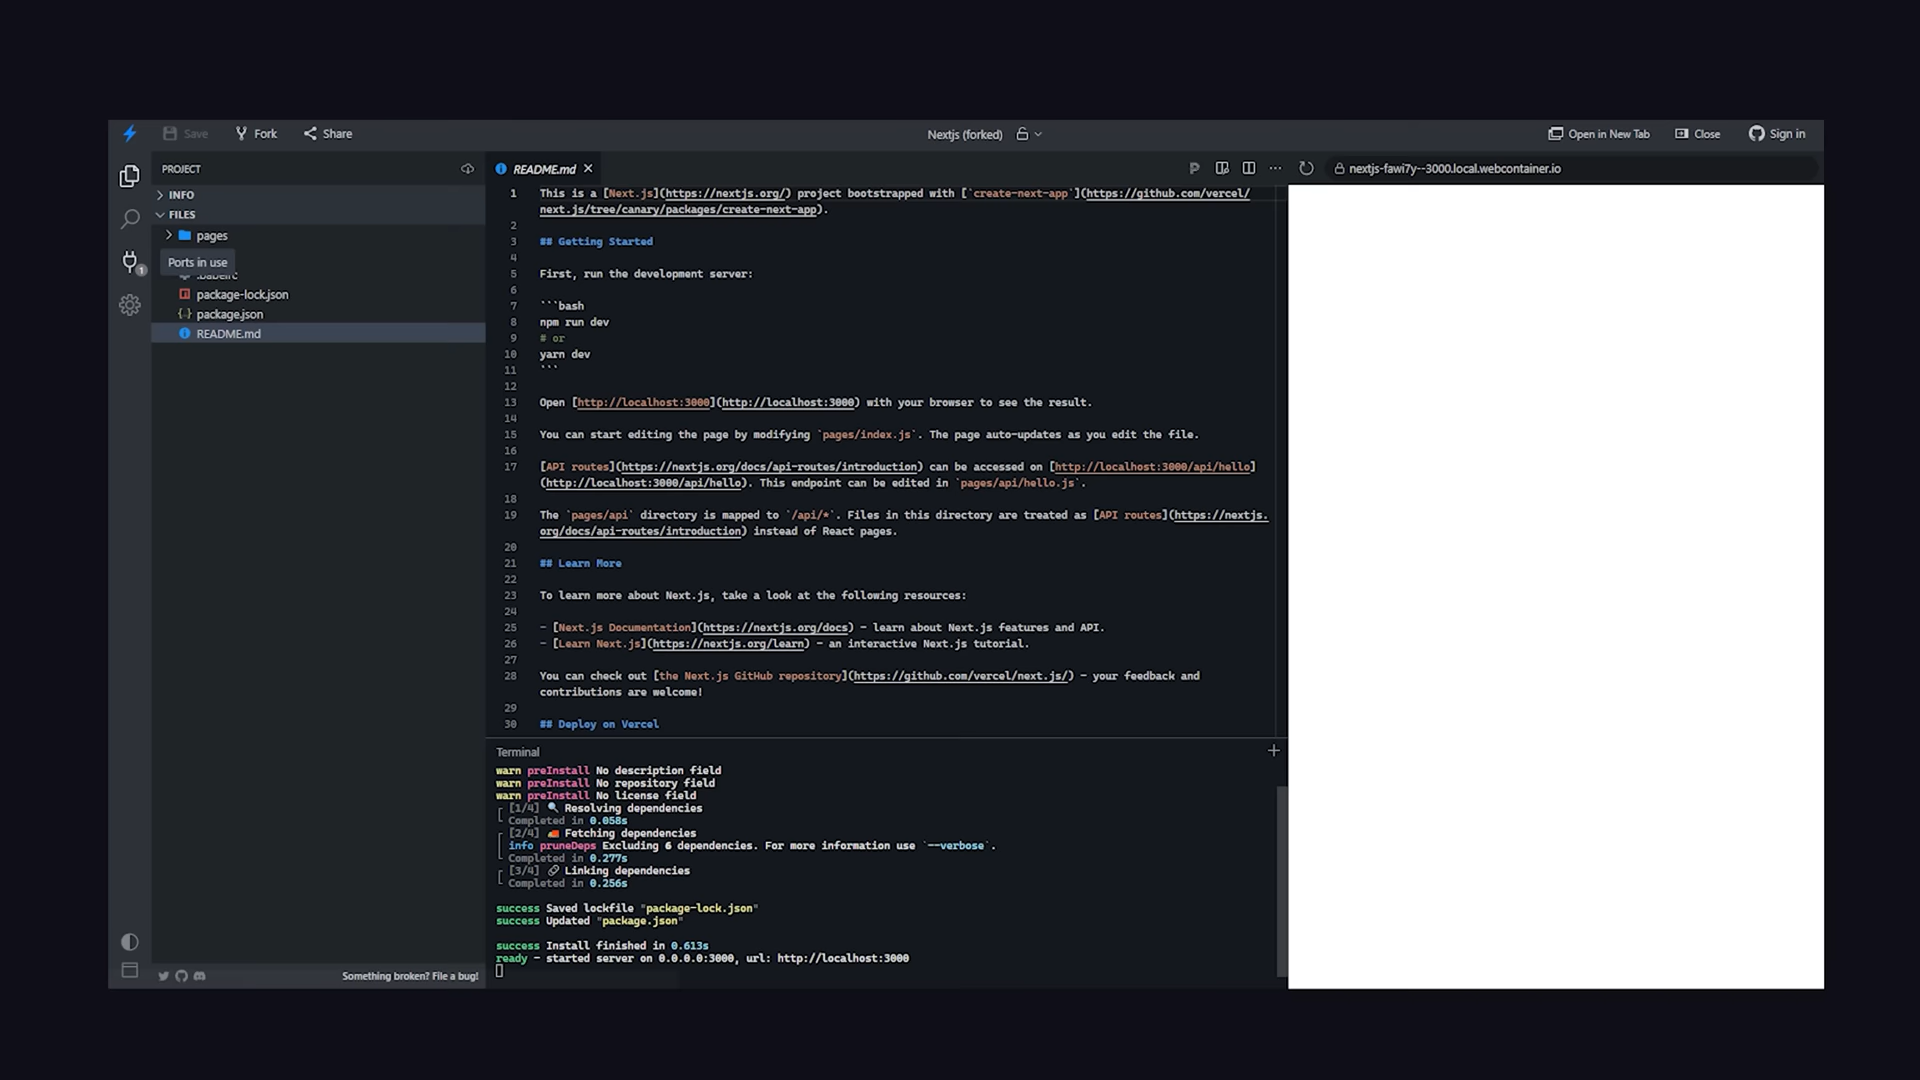 Save Fork Share Nextjs (forked) Open in New Tab Close Sign in
PROJECT
INFO
FILES
pages
Ports in use
1
.babelrc
package-lock.json
package.json
README.md
Something broken? File a bug!
README.md
nextjs-fawi7y--3000.local.webcontainer.io
1 This is a [Next.js](https://nextjs.org/) project bootstrapped with [`create-next-app`](https://github.com/vercel/
next.js/tree/canary/packages/create-next-app).
2
3 ## Getting Started
4
5 First, run the development server:
6
7 ```bash
8 npm run dev
9 # or
10 yarn dev
11 ```
12
13 Open [http://localhost:3000](http://localhost:3000) with your browser to see the result.
14
15 You can start editing the page by modifying `pages/index.js`. The page auto-updates as you edit the file.
16
17 [API routes](https://nextjs.org/docs/api-routes/introduction) can be accessed on [http://localhost:3000/api/hello]
(http://localhost:3000/api/hello). This endpoint can be edited in `pages/api/hello.js`.
18
19 The `pages/api` directory is mapped to `/api/*`. Files in this directory are treated as [API routes](https://nextjs.
org/docs/api-routes/introduction) instead of React pages.
20
21 ## Learn More
22
23 To learn more about Next.js, take a look at the following resources:
24
25 - [Next.js Documentation](https://nextjs.org/docs) - learn about Next.js features and API.
26 - [Learn Next.js](https://nextjs.org/learn) - an interactive Next.js tutorial.
27
28 You can check out [the Next.js GitHub repository](https://github.com/vercel/next.js/) - your feedback and
contributions are welcome!
29
30 ## Deploy on Vercel
Terminal
warn preInstall No description field
warn preInstall No repository field
warn preInstall No license field
[1/4] 🔍 Resolving dependencies
Completed in 0.058s
[2/4] 🚚 Fetching dependencies
info pruneDeps Excluding 6 dependencies. For more information use `--verbose`.
Completed in 0.277s
[3/4] 🔗 Linking dependencies
Completed in 0.256s
success Saved lockfile "package-lock.json"
success Updated "package.json"
success Install finished in 0.613s
ready - started server on 0.0.0.0:3000, url: http://localhost:3000